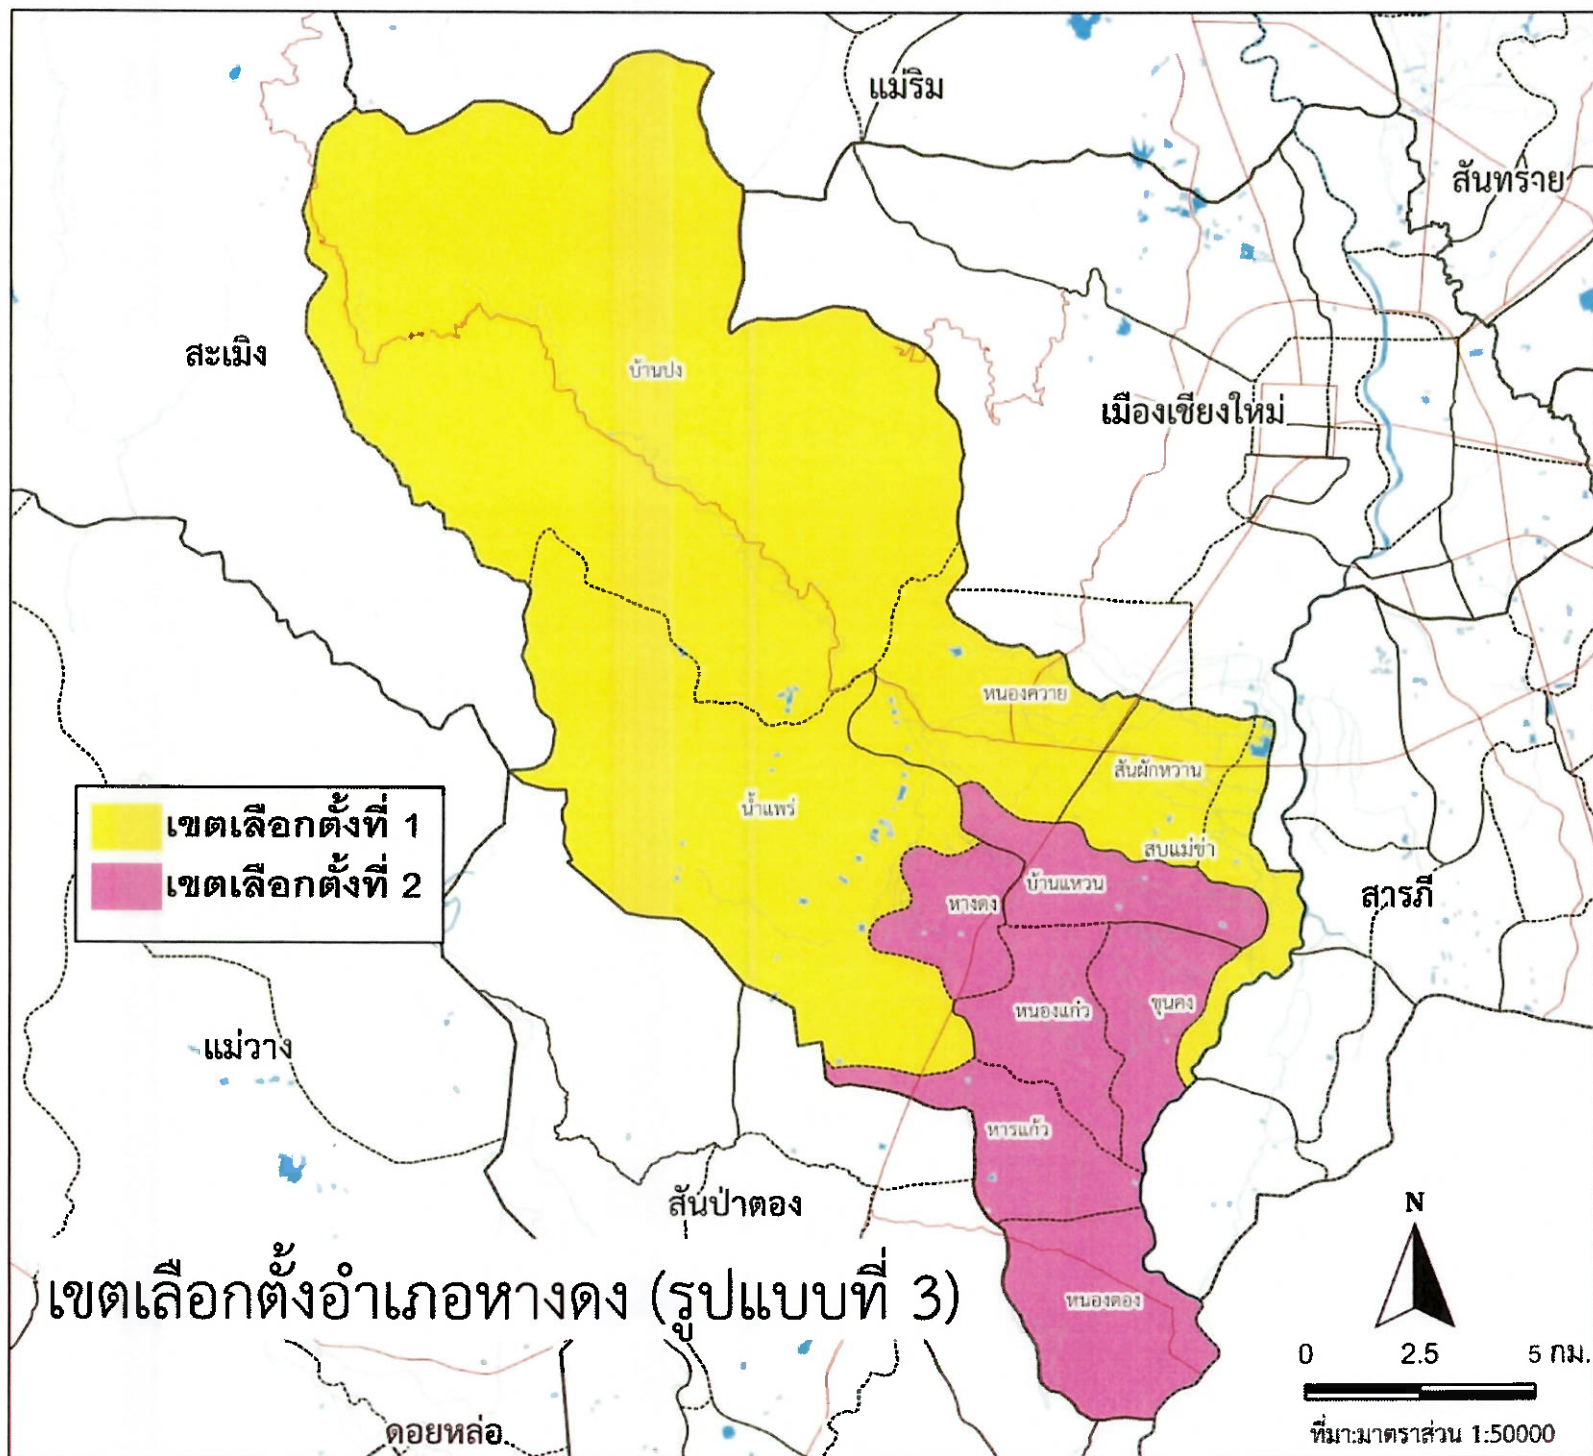 แม่ริม
สันทราย
สะเมิง
บ้านปง
เมืองเชียงใหม่
หนองควาย
สันผักหวาน
น้ำแพร่
เขตเลือกตั้งที่ 1
เขตเลือกตั้งที่ 2
สบแม่ข่า
บ้านแหวน
หางดง
สารภี
หนองแก๋ว
ขุนคง
แม่วาง
หารแก้ว
สันป่าตอง
N
เขตเลือกตั้งอำเภอหางดง (รูปแบบที่ 3)
หนองตอง
0 2.5 5 กม.
ดอยหล่อ
ที่มา:มาตราส่วน 1:50000